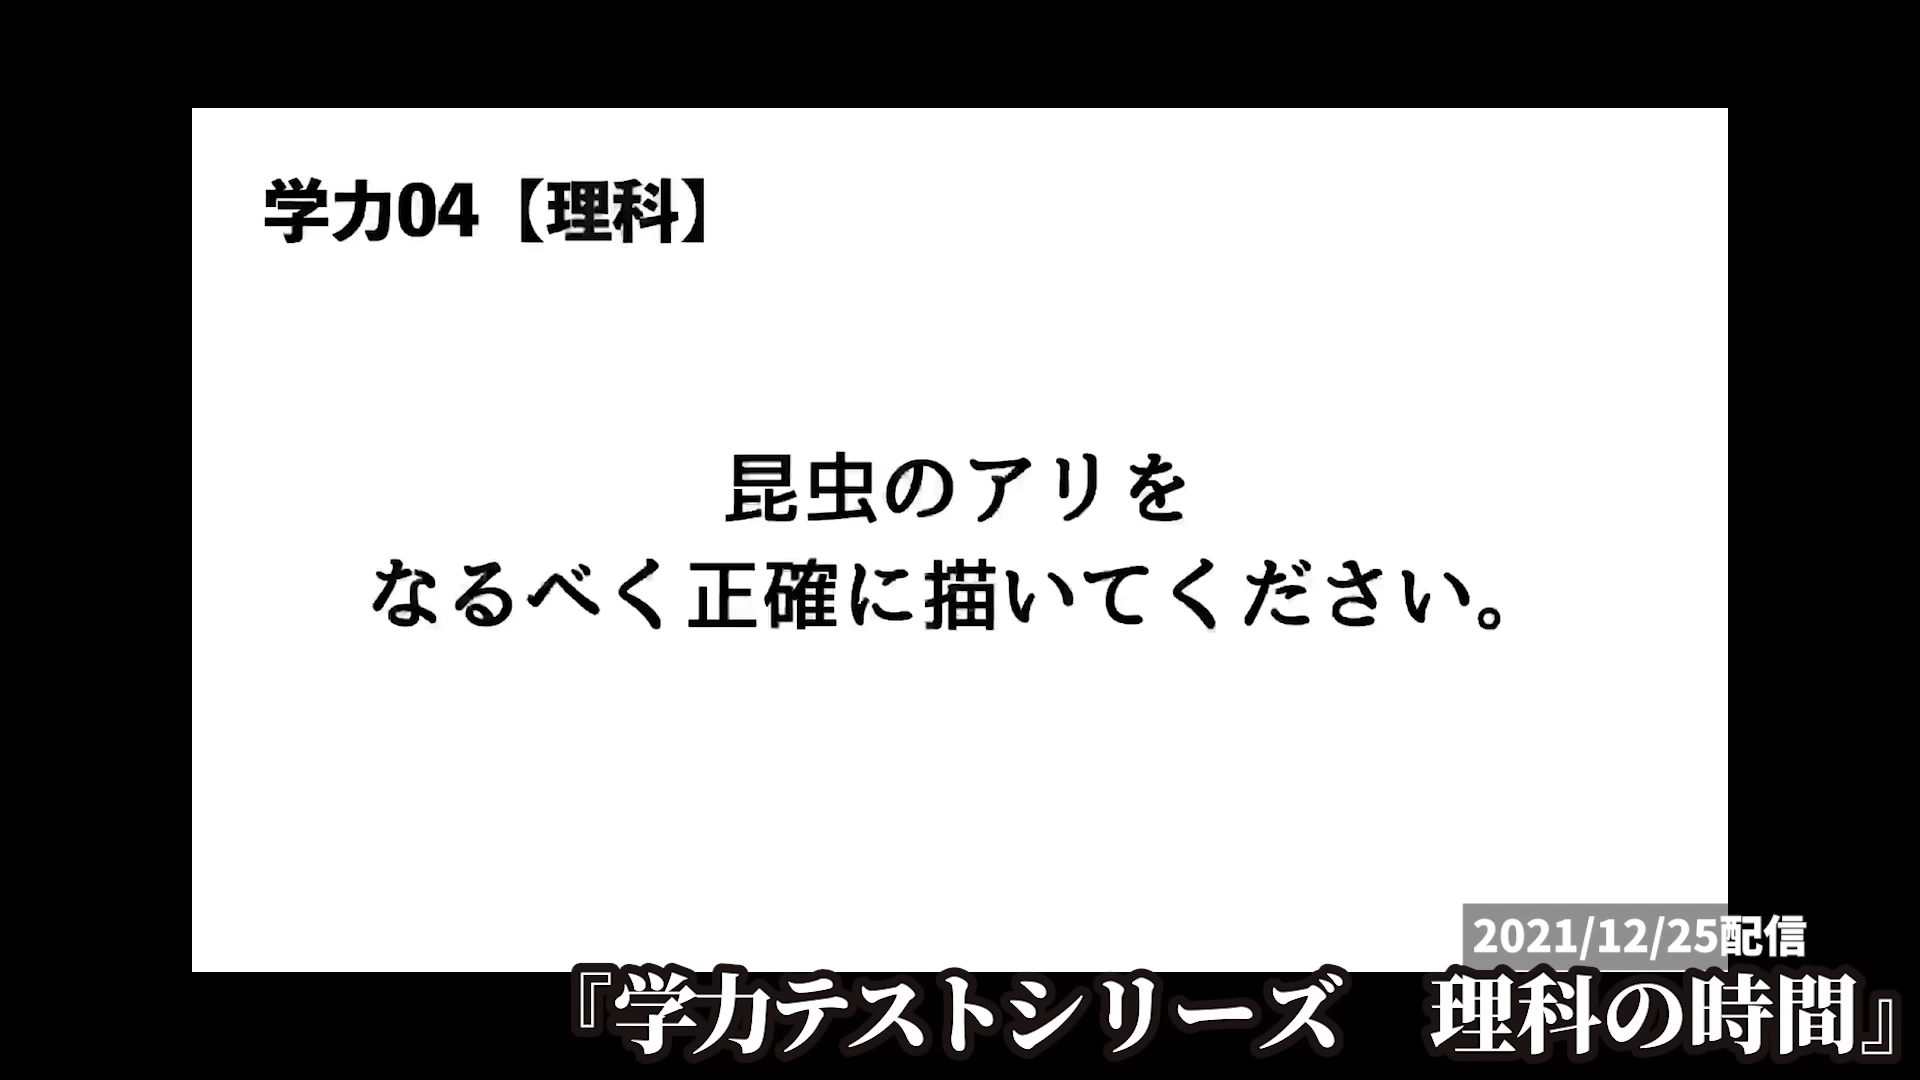 学力04【理科】
昆虫のアリを
なるべく正確に描いてください。
2021/12/25配信
『学力テストシリーズ　理科の時間』